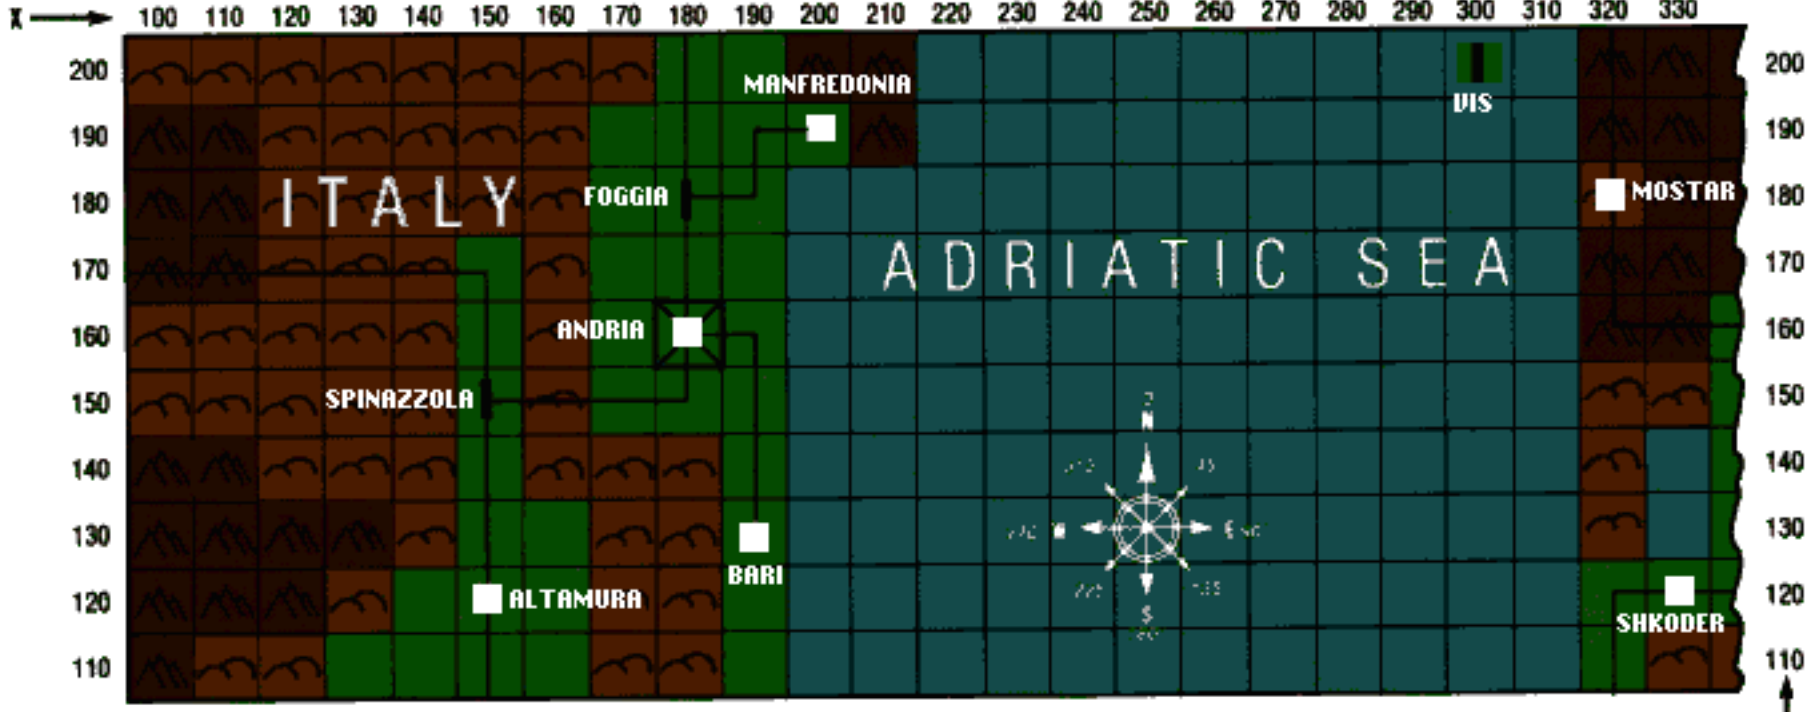 X 100 110 120 130 140 150 160 170 180 190 200 210 220 230 240 250 260 270 280 290 300 310 320 330
200 MANFREDONIA 200
VIS
190 190
180 ITALY FOGGIA MOSTAR 180
170 ADRIATIC SEA 170
160 ANDRIA 160
150 SPINAZZOLA 150
N
140 140
130 E 130
BARI
120 ALTAMURA 120
S SHKODER
110 110